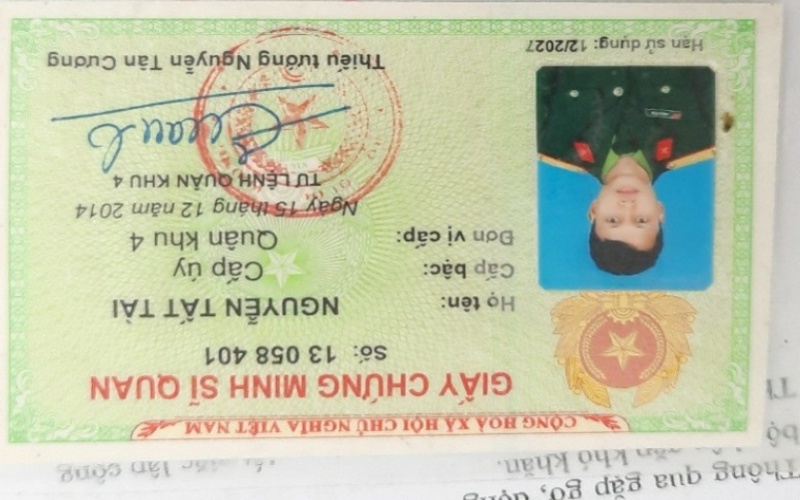 CỘNG HOÀ XÃ HỘI CHỦ NGHĨA VIỆT NAM
GIẤY CHỨNG MINH SĨ QUAN
Số: 13 058 401
Họ tên: NGUYỄN TẤT TÀI
Cấp bậc: Cấp úy
Đơn vị cấp: Quân khu 4
Ngày 15 tháng 12 năm 2014
TƯ LỆNH QUÂN KHU 4
Thiếu tướng Nguyễn Tân Cương
Hạn sử dụng: 12/2027
Thông qua gặp gỡ,
khó khăn.